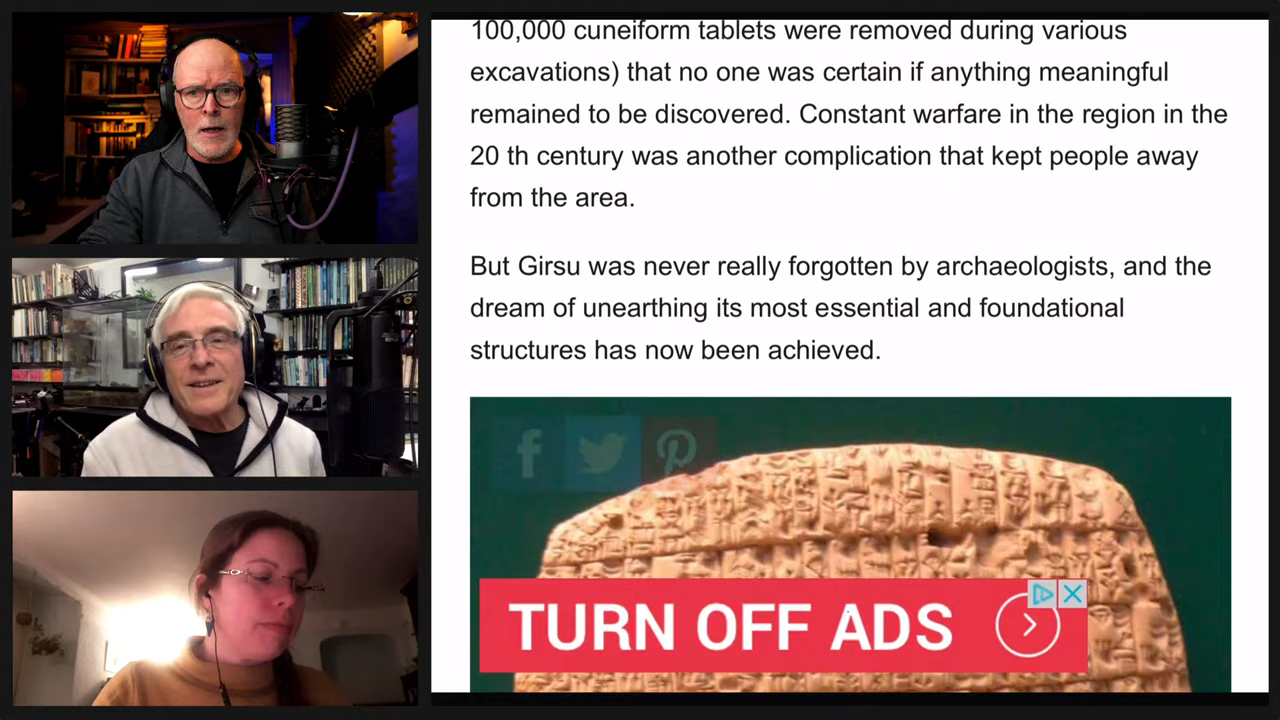 100,000 cuneiform tablets were removed during various
excavations) that no one was certain if anything meaningful
remained to be discovered. Constant warfare in the region in the
20 th century was another complication that kept people away
from the area.
But Girsu was never really forgotten by archaeologists, and the
dream of unearthing its most essential and foundational
structures has now been achieved.
TURN OFF ADS